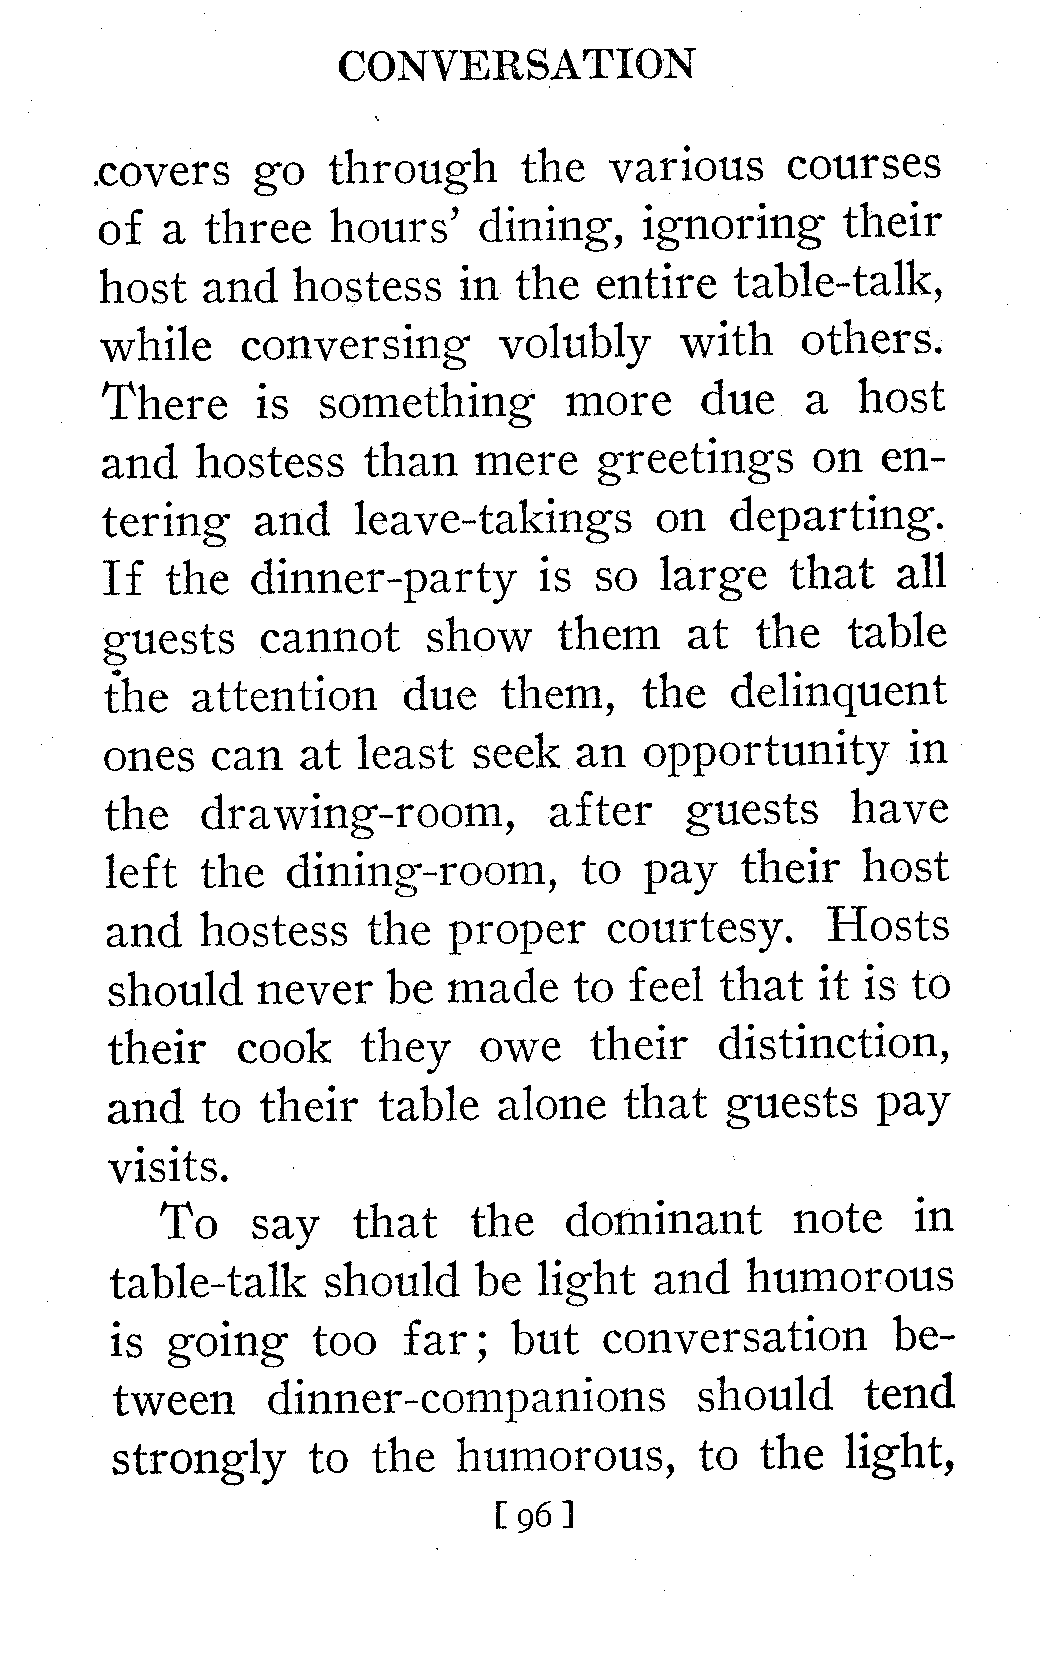 CONVERSATION
covers go through the various courses
of a three hours' dining, ignoring their
host and hostess in the entire table-talk,
while conversing volubly with others.
There is something more due a host
and hostess than mere greetings on en-
tering and leave-takings on departing.
If the dinner-party is so large that all
guests cannot show them at the table
the attention due them, the delinquent
ones can at least seek an opportunity in
the drawing-room, after guests have
left the dining-room, to pay their host
and hostess the proper courtesy. Hosts
should never be made to feel that it is to
their cook they owe their distinction,
and to their table alone that guests pay
visits.
To say that the dominant note in
table-talk should be light and humorous
is going too far; but conversation be-
tween dinner-companions should tend
strongly to the humorous, to the light,
[ 96 ]